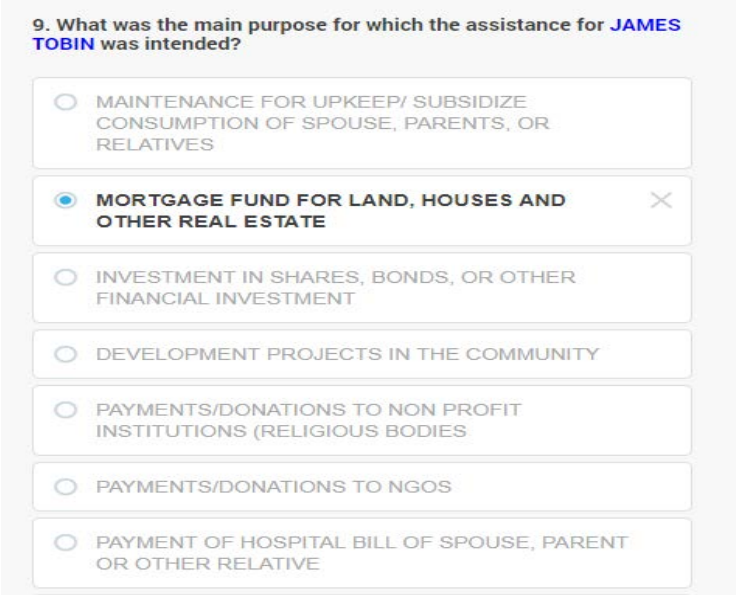 9. What was the main purpose for which the assistance for JAMES
TOBIN was intended?
MAINTENANCE FOR UPKEEP/ SUBSIDIZE
CONSUMPTION OF SPOUSE, PARENTS, OR
RELATIVES
MORTGAGE FUND FOR LAND, HOUSES AND
OTHER REAL ESTATE
INVESTMENT IN SHARES, BONDS, OR OTHER
FINANCIAL INVESTMENT
DEVELOPMENT PROJECTS IN THE COMMUNITY
PAYMENTS/DONATIONS TO NON PROFIT
INSTITUTIONS (RELIGIOUS BODIES
PAYMENTS/DONATIONS TO NGOS
PAYMENT OF HOSPITAL BILL OF SPOUSE, PARENT
OR OTHER RELATIVE